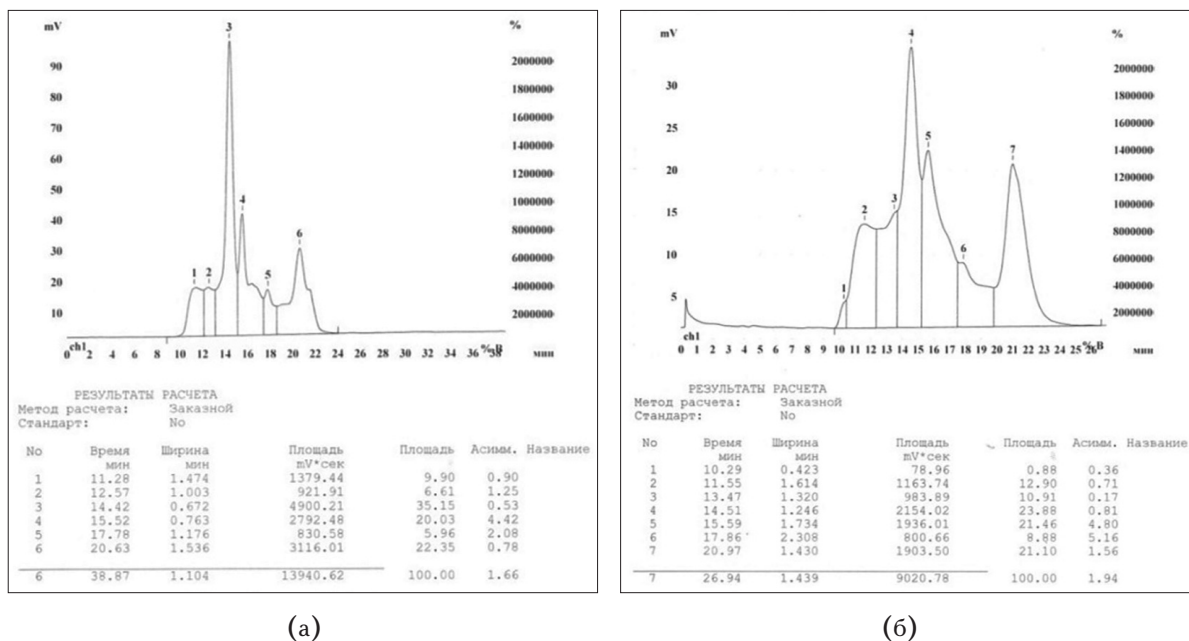 mV
%
3
90
80
70
60
50
40
30
20
10
2000000
1800000
1600000
1400000
1200000
1000000
8000000
6000000
4000000
2000000
4
6
1
2
5
ch1
0 2 4 6 8 10 12 14 16 18 20 22 24 26 28 30 32 34 36 38
% B
мин
РЕЗУЛЬТАТЫ РАСЧЕТА
Метод расчета: Заказной
Стандарт: No
No Время Ширина Площадь Площадь Асимм. Название
мин мин mV*сек
1 11.28 1.474 1379.44 9.90 0.90
2 12.57 1.003 921.91 6.61 1.25
3 14.42 0.672 4900.21 35.15 0.53
4 15.52 0.763 2792.48 20.03 4.42
5 17.78 1.176 830.58 5.96 2.08
6 20.63 1.536 3116.01 22.35 0.78
6 38.87 1.104 13940.62 100.00 1.66
(а)
mV
%
4
30
25
20
15
10
5
2000000
1800000
1600000
1400000
1200000
1000000
8000000
6000000
4000000
2000000
5
7
2
3
6
1
ch1
0 1 2 3 4 5 6 7 8 9 10 11 12 13 14 15 16 17 18 19 20 21 22 23 24 25 26
% B
мин
РЕЗУЛЬТАТЫ РАСЧЕТА
Метод расчета: Заказной
Стандарт: No
No Время Ширина Площадь Площадь Асимм. Название
мин мин mV*сек
1 10.29 0.423 78.96 0.88 0.36
2 11.55 1.614 1163.74 12.90 0.71
3 13.47 1.320 983.89 10.91 0.17
4 14.51 1.246 2154.02 23.88 0.81
5 15.59 1.734 1936.01 21.46 4.80
6 17.86 2.308 800.66 8.88 5.16
7 20.97 1.430 1903.50 21.10 1.56
7 26.94 1.439 9020.78 100.00 1.94
(б)